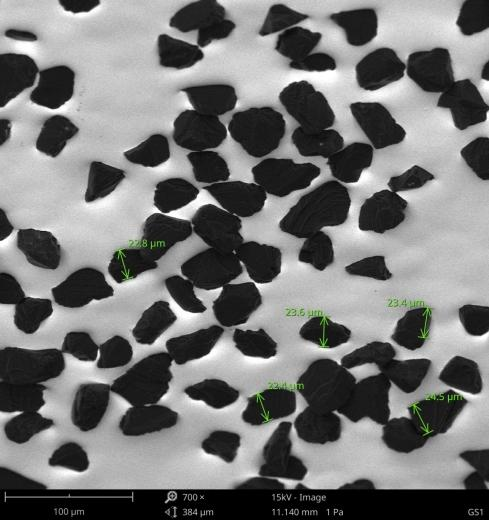 22.8 µm
23.6 µm
23.4 µm
22.4 µm
24.5 µm
100 µm
700 ×
384 µm
15kV - Image
11.140 mm 1 Pa
GS1